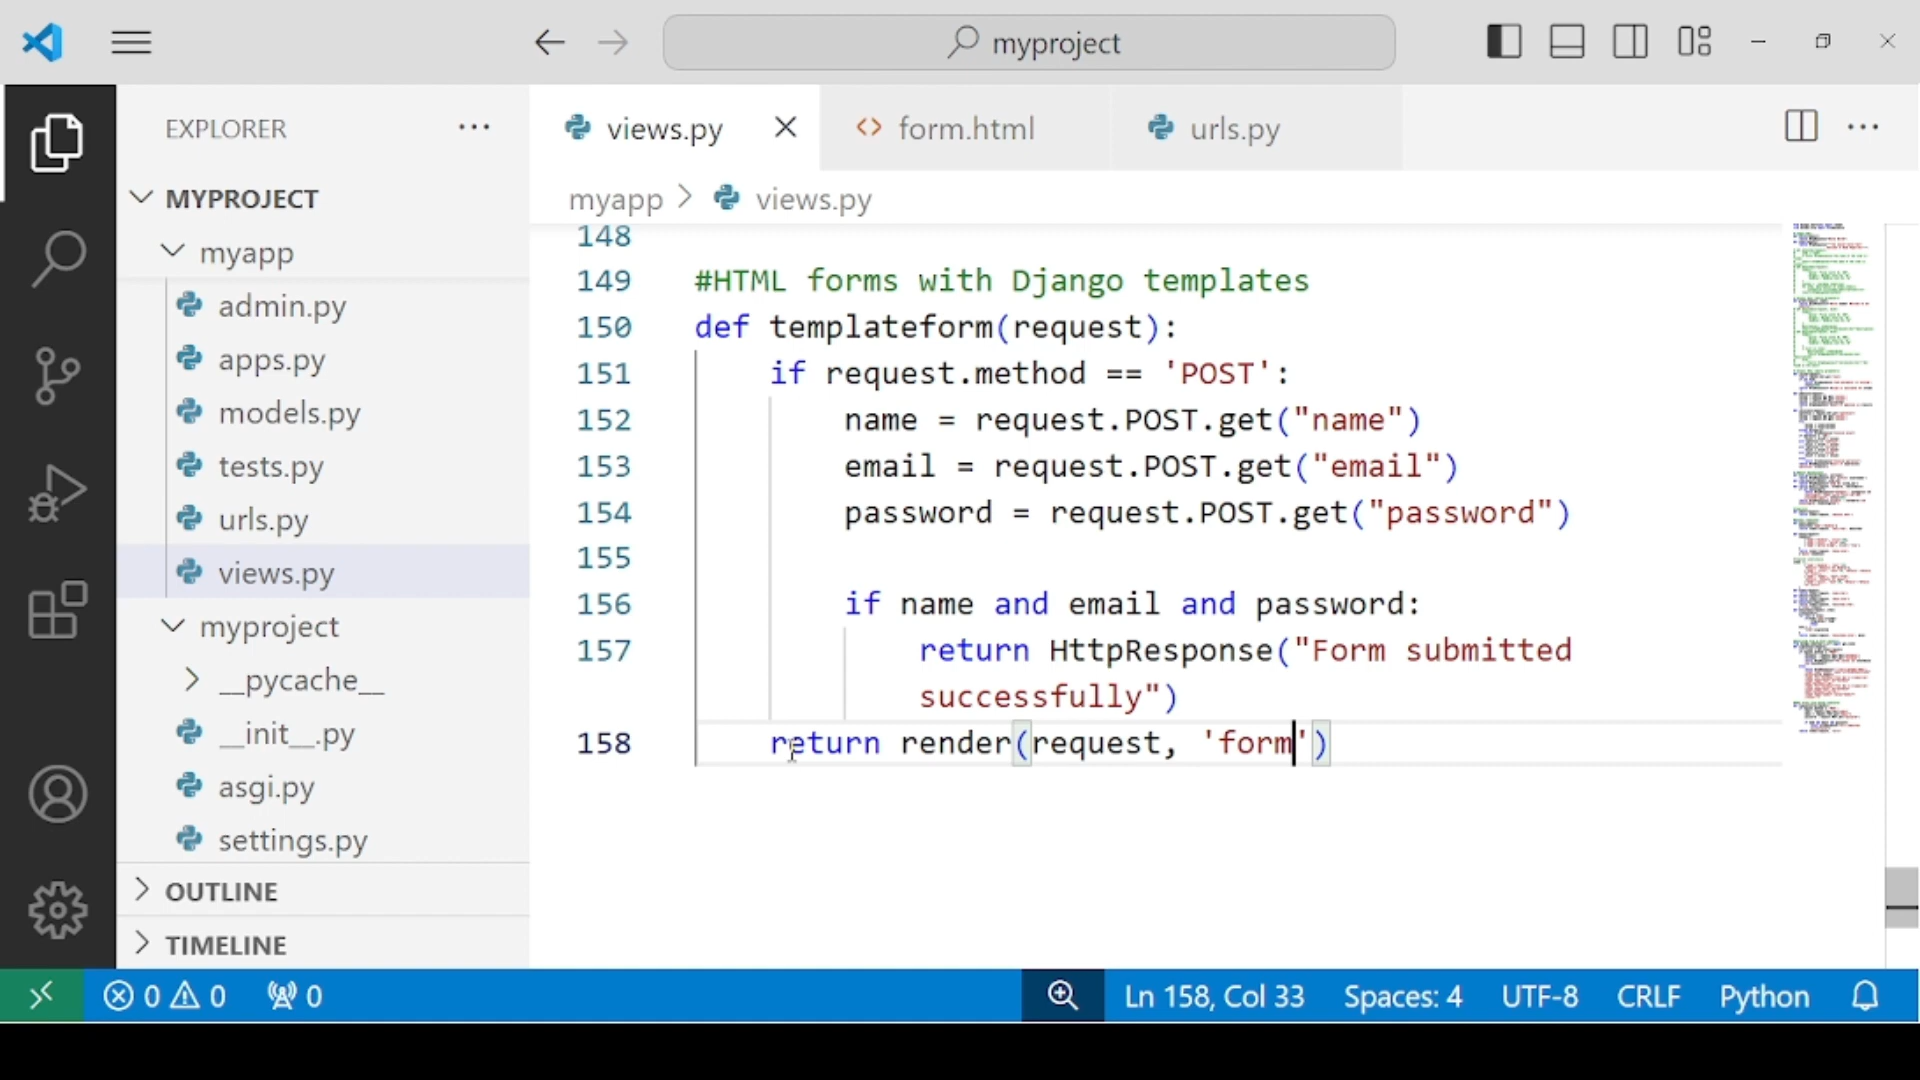 myproject
EXPLORER
views.py
form.html
urls.py
MYPROJECT
myapp > views.py
myapp
admin.py
apps.py
models.py
tests.py
urls.py
views.py
myproject
__pycache__
__init__.py
asgi.py
settings.py
OUTLINE
TIMELINE
148
149 #HTML forms with Django templates
150 def templateform(request):
151 if request.method == 'POST':
152 name = request.POST.get("name")
153 email = request.POST.get("email")
154 password = request.POST.get("password")
155
156 if name and email and password:
157 return HttpResponse("Form submitted
successfully")
158 return render(request, 'form')
0 0 0 Ln 158, Col 33 Spaces: 4 UTF-8 CRLF Python